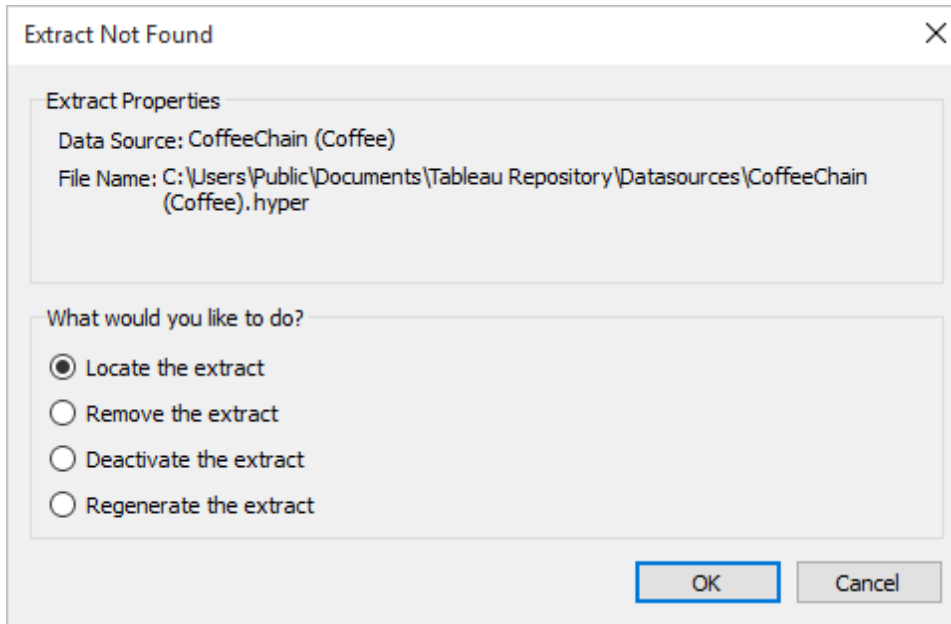 Extract Not Found
Extract Properties
Data Source: CoffeeChain (Coffee)
File Name: C:\Users\Public\Documents\Tableau Repository\Datasources\CoffeeChain
(Coffee).hyper
What would you like to do?
Locate the extract
Remove the extract
Deactivate the extract
Regenerate the extract
OK Cancel